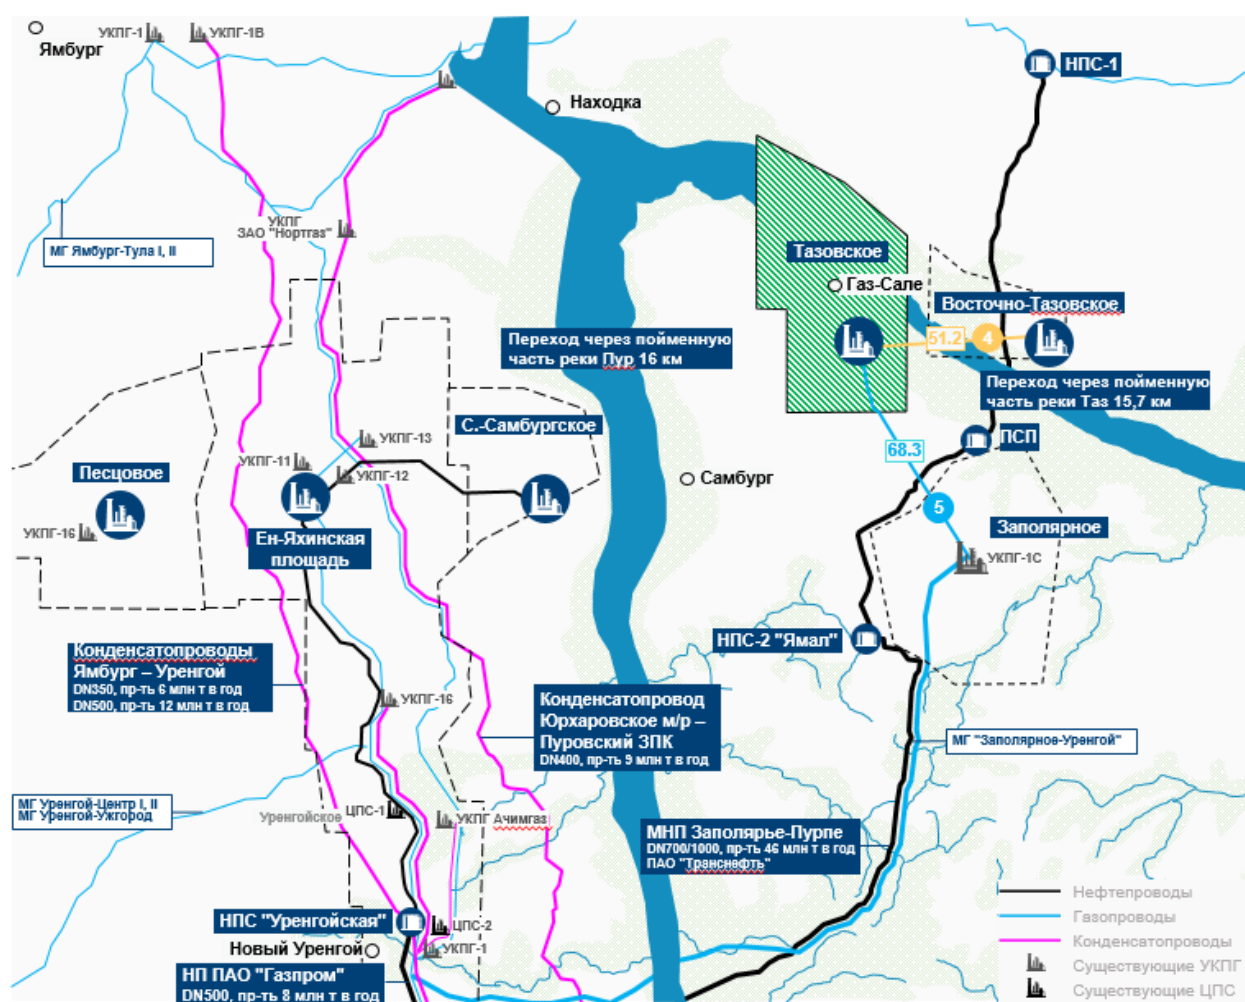 УКПГ-1
УКПГ-1В
Ямбург
НПС-1
Находка
УКПГ
ЗАО "Нортгаз"
МГ Ямбург-Тула I, II
Тазовское
Газ-Сале
Восточно-Тазовское
51.2
4
Переход через пойменную
часть реки Пур 16 км
Переход через пойменную
часть реки Таз 15,7 км
С.-Самбургское
УКПГ-13
ПСП
68.3
УКПГ-11
УКПГ-12
Песцовое
Самбург
5
УКПГ-16
Ен-Яхинская
площадь
Заполярное
УКПГ-1С
НПС-2 "Ямал"
Конденсатопроводы
Ямбург – Уренгой
DN350, пр-ть 6 млн т в год
DN500, пр-ть 12 млн т в год
УКПГ-16
Конденсатопровод
Юрхаровское м/р –
Пуровский ЗПК
DN400, пр-ть 9 млн т в год
МГ "Заполярное-Уренгой"
МГ Уренгой-Центр I, II
МГ Уренгой-Ужгород
Уренгойское
ЦПС-1
УКПГ Ачимгаз
МНП Заполярье-Пурпе
DN700/1000, пр-ть 46 млн т в год
ПАО "Транснефть"
НПС "Уренгойская"
ЦПС-2
Новый Уренгой
УКПГ-1
НП ПАО "Газпром"
DN500, пр-ть 8 млн т в год
Нефтепроводы
Газопроводы
Конденсатопроводы
Существующие УКПГ
Существующие ЦПС